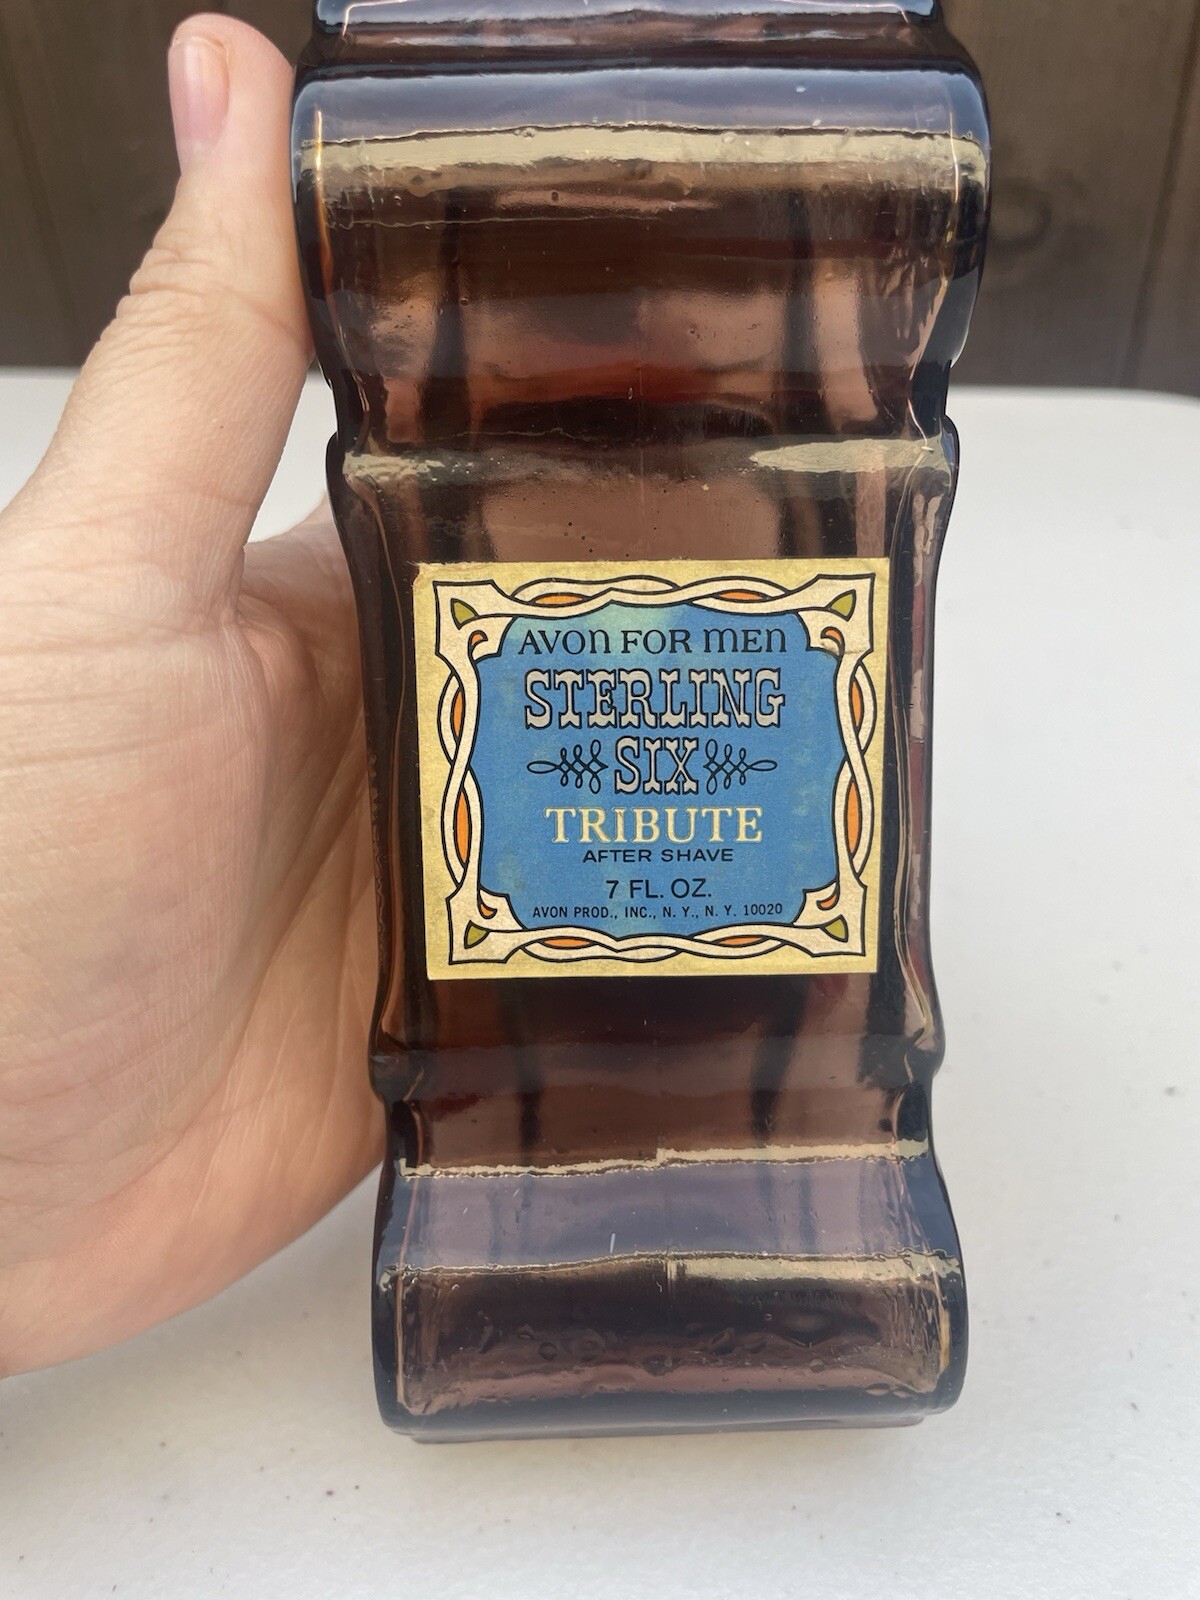 AVON FOR MEN
STERLING
SIX
TRIBUTE
AFTER SHAVE
7 FL. OZ.
AVON PROD., INC., N. Y., N. Y. 10020